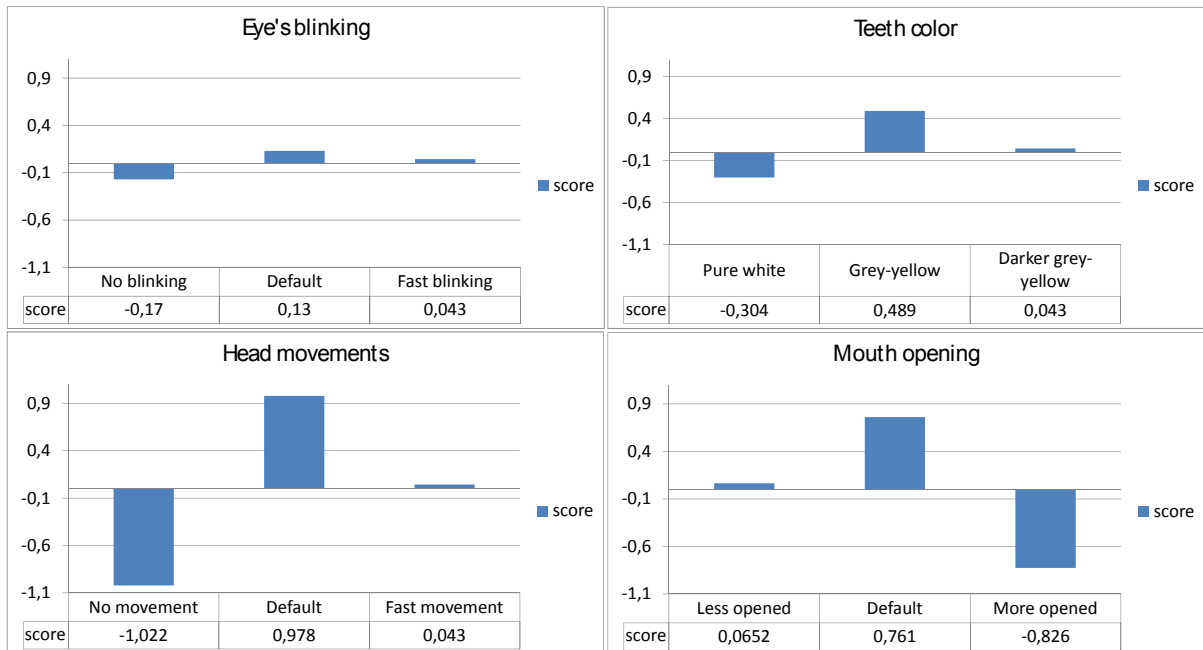 Eye's blinking
0,9
0,4
-0,1
-0,6
-1,1
score
No blinking Default Fast blinking
score -0,17 0,13 0,043
Teeth color
0,9
0,4
-0,1
-0,6
-1,1
score
Pure white Grey-yellow Darker grey-
yellow
score -0,304 0,489 0,043
Head movements
0,9
0,4
-0,1
-0,6
-1,1
score
No movement Default Fast movement
score -1,022 0,978 0,043
Mouth opening
0,9
0,4
-0,1
-0,6
-1,1
score
Less opened Default More opened
score 0,0652 0,761 -0,826